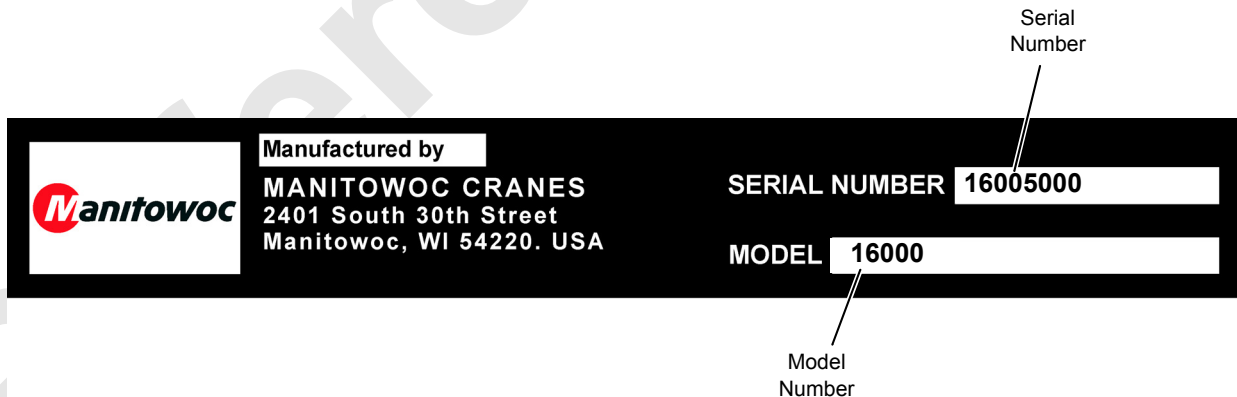 Serial
Number
Manufactured by
MANITOWOC CRANES
2401 South 30th Street
Manitowoc, WI 54220. USA
Manitowoc
SERIAL NUMBER 16005000
MODEL 16000
Model
Number